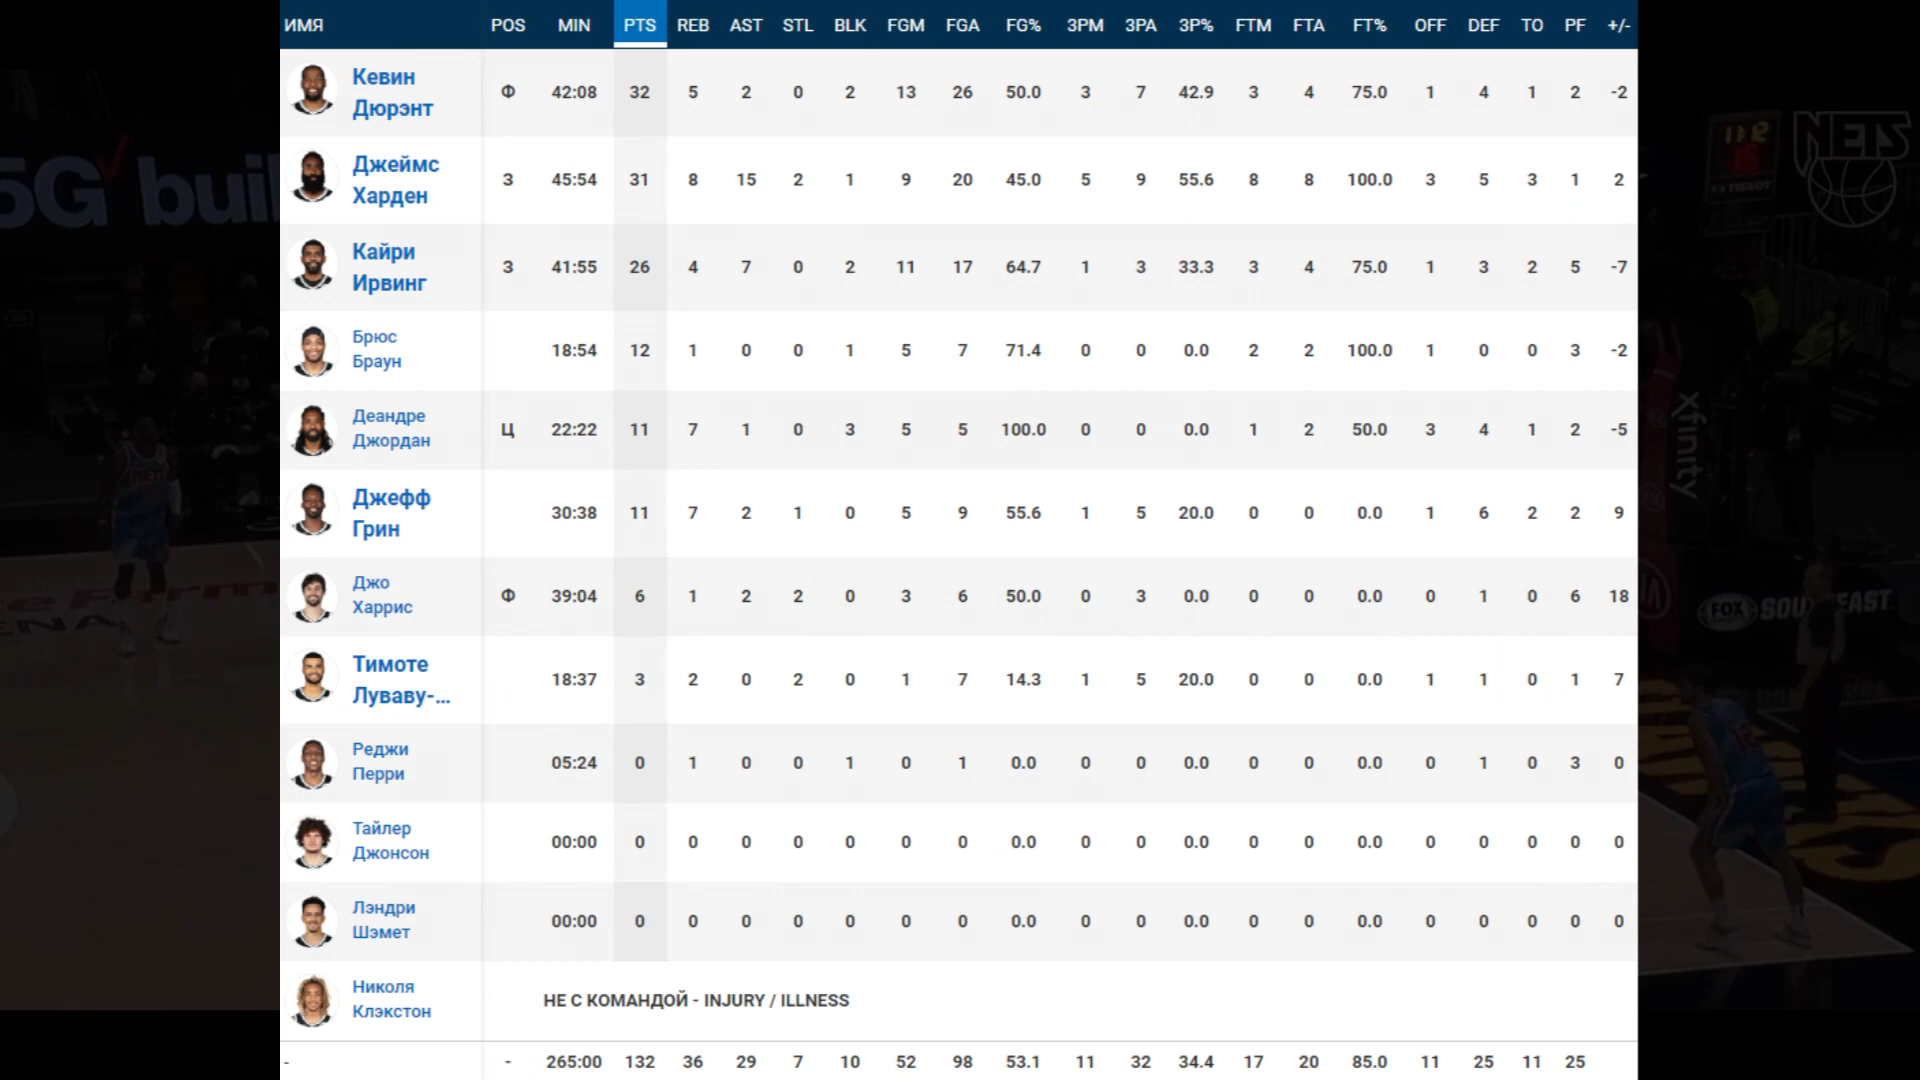 ИМЯ POS MIN PTS REB AST STL BLK FGM FGA FG% 3PM 3PA 3P% FTM FTA FT% OFF DEF TO PF +/-
Кевин
Дюрэнт Ф 42:08 32 5 2 0 2 13 26 50.0 3 7 42.9 3 4 75.0 1 4 1 2 -2
Джеймс
Харден З 45:54 31 8 15 2 1 9 20 45.0 5 9 55.6 8 8 100.0 3 5 3 1 2
Кайри
Ирвинг З 41:55 26 4 7 0 2 11 17 64.7 1 3 33.3 3 4 75.0 1 3 2 5 -7
Брюс
Браун 18:54 12 1 0 0 1 5 7 71.4 0 0 0.0 2 2 100.0 1 0 0 3 -2
Деандре
Джордан Ц 22:22 11 7 1 0 3 5 5 100.0 0 0 0.0 1 2 50.0 3 4 1 2 -5
Джефф
Грин 30:38 11 7 2 1 0 5 9 55.6 1 5 20.0 0 0 0.0 1 6 2 2 9
Джо
Харрис Ф 39:04 6 1 2 2 0 3 6 50.0 0 3 0.0 0 0 0.0 0 1 0 6 18
Тимоте
Луваву-... 18:37 3 2 0 2 0 1 7 14.3 1 5 20.0 0 0 0.0 1 1 0 1 7
Реджи
Перри 05:24 0 1 0 0 1 0 1 0.0 0 0 0.0 0 0 0.0 0 1 0 3 0
Тайлер
Джонсон 00:00 0 0 0 0 0 0 0 0.0 0 0 0.0 0 0 0.0 0 0 0 0 0
Лэндри
Шэмет 00:00 0 0 0 0 0 0 0 0.0 0 0 0.0 0 0 0.0 0 0 0 0 0
Николя
Клэкстон НЕ С КОМАНДОЙ - INJURY / ILLNESS
- - 265:00 132 36 29 7 10 52 98 53.1 11 32 34.4 17 20 85.0 11 25 11 25
5G buil
NETS
xfinity
FOX